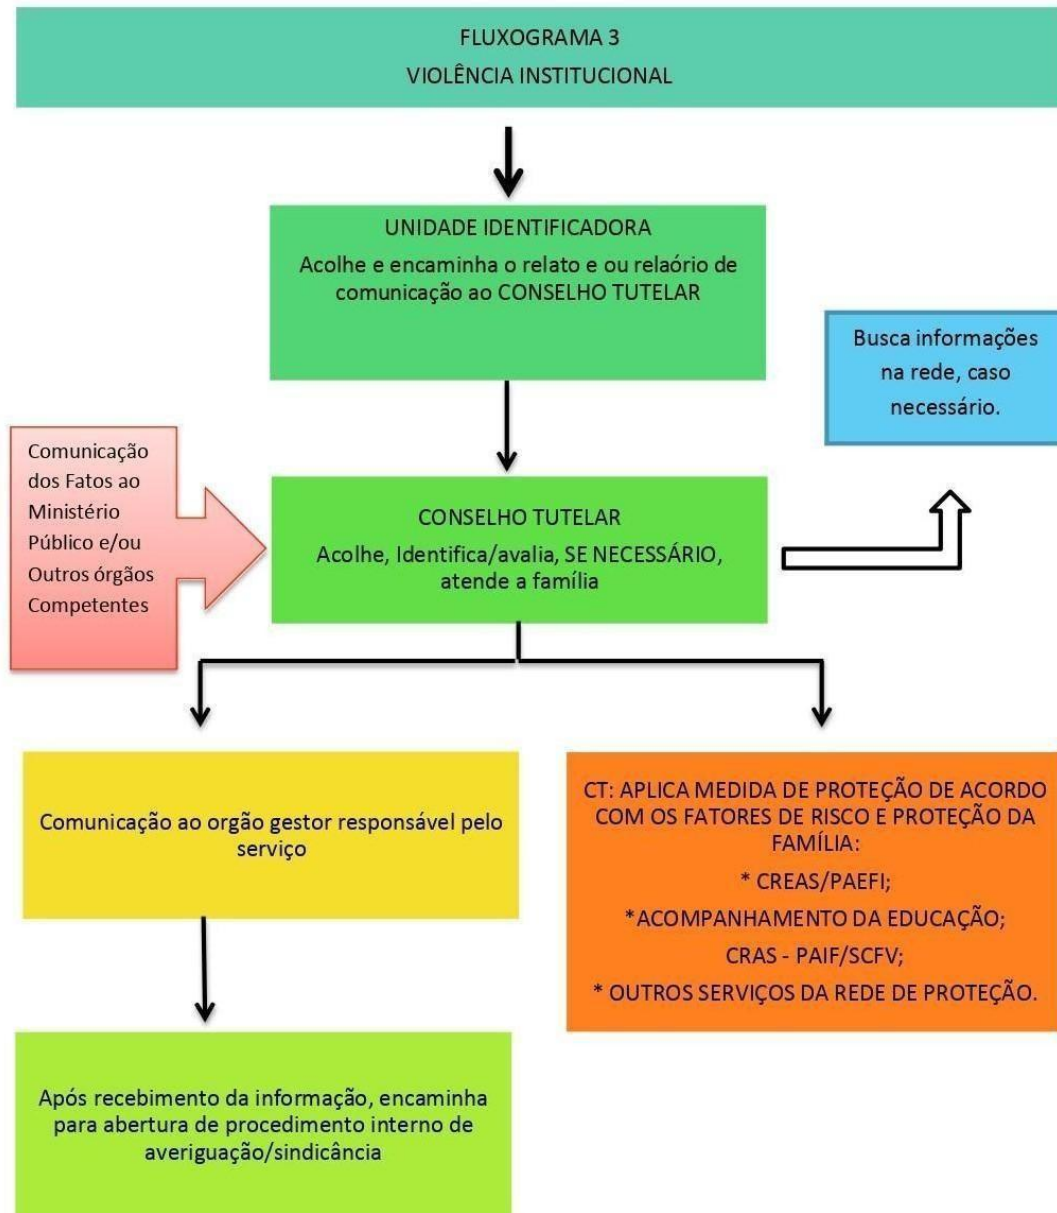 FLUXOGRAMA 3
VIOLÊNCIA INSTITUCIONAL
UNIDADE IDENTIFICADORA
Acolhe e encaminha o relato e ou relaório de
comunicação ao CONSELHO TUTELAR
Busca informações
na rede, caso
necessário.
Comunicação
dos Fatos ao
Ministério
Público e/ou
Outros órgãos
Competentes
CONSELHO TUTELAR
Acolhe, Identifica/avalia, SE NECESSÁRIO,
atende a família
Comunicação ao orgão gestor responsável pelo
serviço
CT: APLICA MEDIDA DE PROTEÇÃO DE ACORDO
COM OS FATORES DE RISCO E PROTEÇÃO DA
FAMÍLIA:
* CREAS/PAEFI;
*ACOMPANHAMENTO DA EDUCAÇÃO;
CRAS - PAIF/SCFV;
* OUTROS SERVIÇOS DA REDE DE PROTEÇÃO.
Após recebimento da informação, encaminha
para abertura de procedimento interno de
averiguação/sindicância